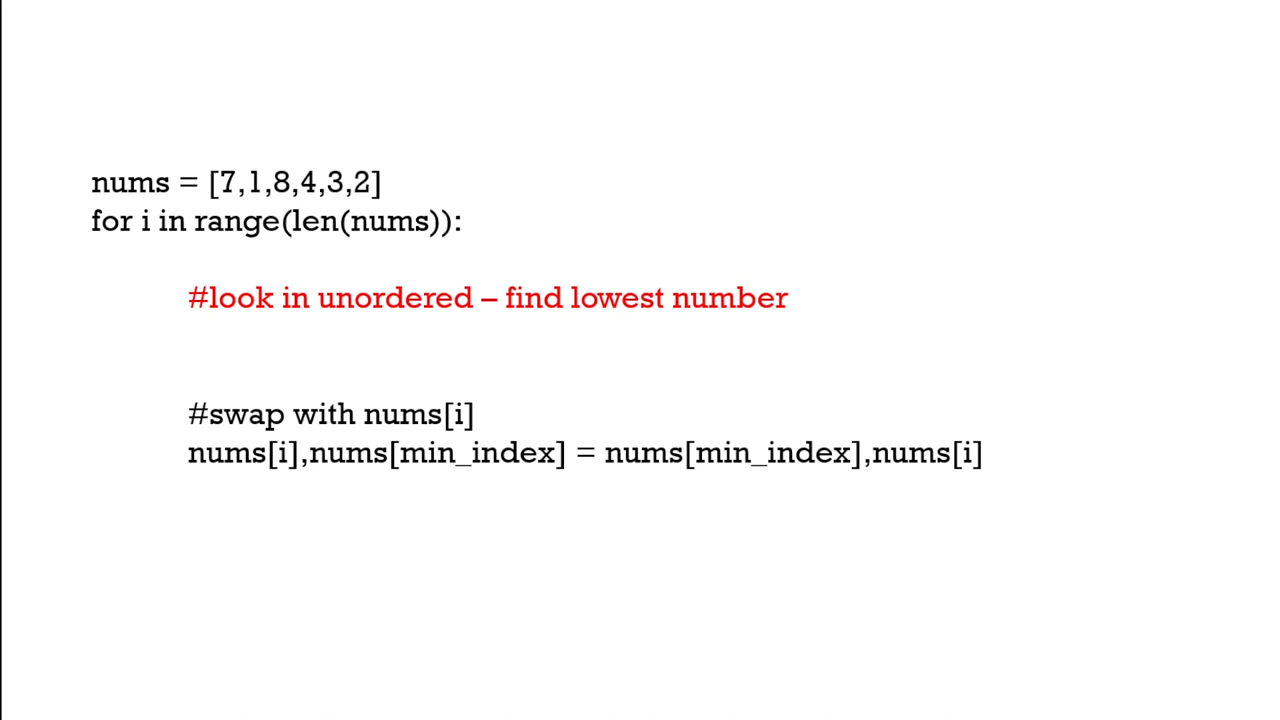 nums = [7,1,8,4,3,2]
for i in range(len(nums)):
#look in unordered – find lowest number
#swap with nums[i]
nums[i],nums[min_index] = nums[min_index],nums[i]